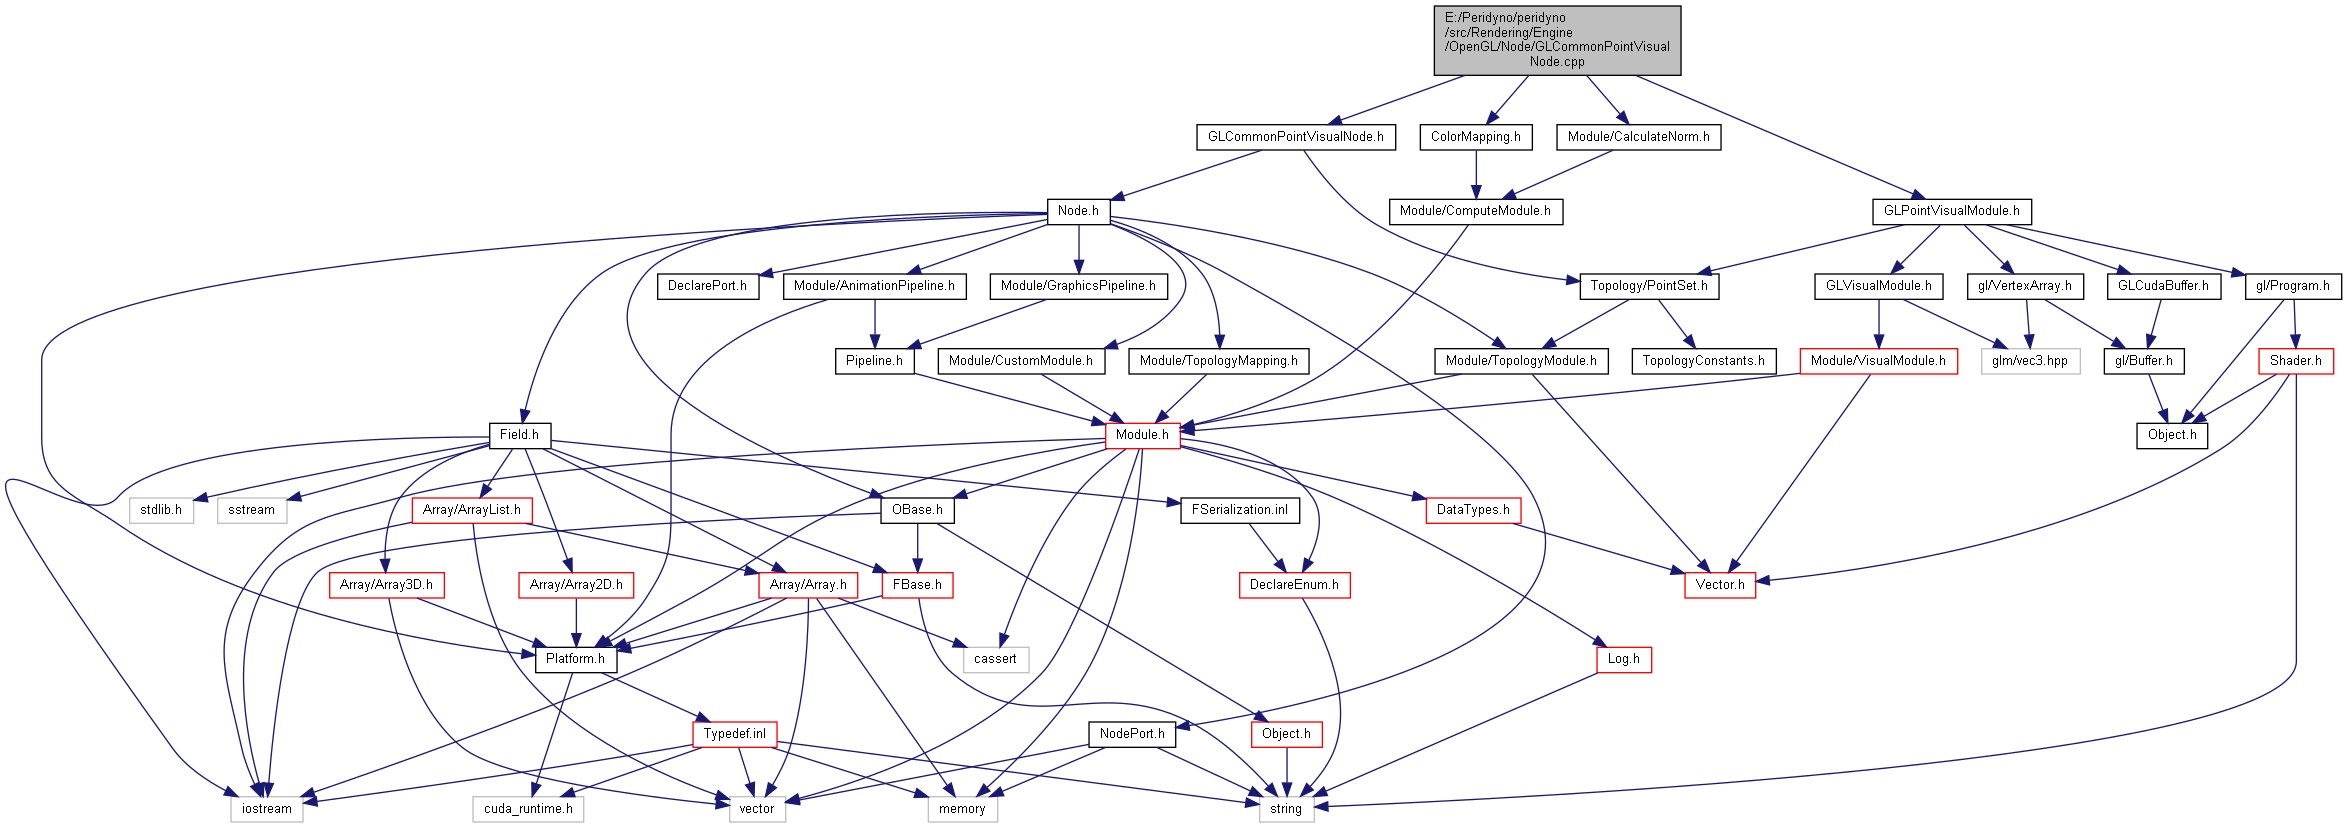 E:/Peridyno/peridyno
/src/Rendering/Engine
/OpenGL/Node/GLCommonPointVisual
Node.cpp
GLCommonPointVisualNode.h
ColorMapping.h
Module/CalculateNorm.h
Node.h
Module/ComputeModule.h
GLPointVisualModule.h
DeclarePort.h
Module/AnimationPipeline.h
Module/GraphicsPipeline.h
Topology/PointSet.h
GLVisualModule.h
gl/VertexArray.h
GLCudaBuffer.h
gl/Program.h
Pipeline.h
Module/CustomModule.h
Module/TopologyMapping.h
Module/TopologyModule.h
TopologyConstants.h
Module/VisualModule.h
glm/vec3.hpp
gl/Buffer.h
Shader.h
Field.h
Module.h
Object.h
stdlib.h
sstream
Array/ArrayList.h
OBase.h
FSerialization.inl
DataTypes.h
Array/Array3D.h
Array/Array2D.h
Array/Array.h
FBase.h
DeclareEnum.h
Vector.h
Platform.h
cassert
Log.h
Typedef.inl
NodePort.h
Object.h
iostream
cuda_runtime.h
vector
memory
string